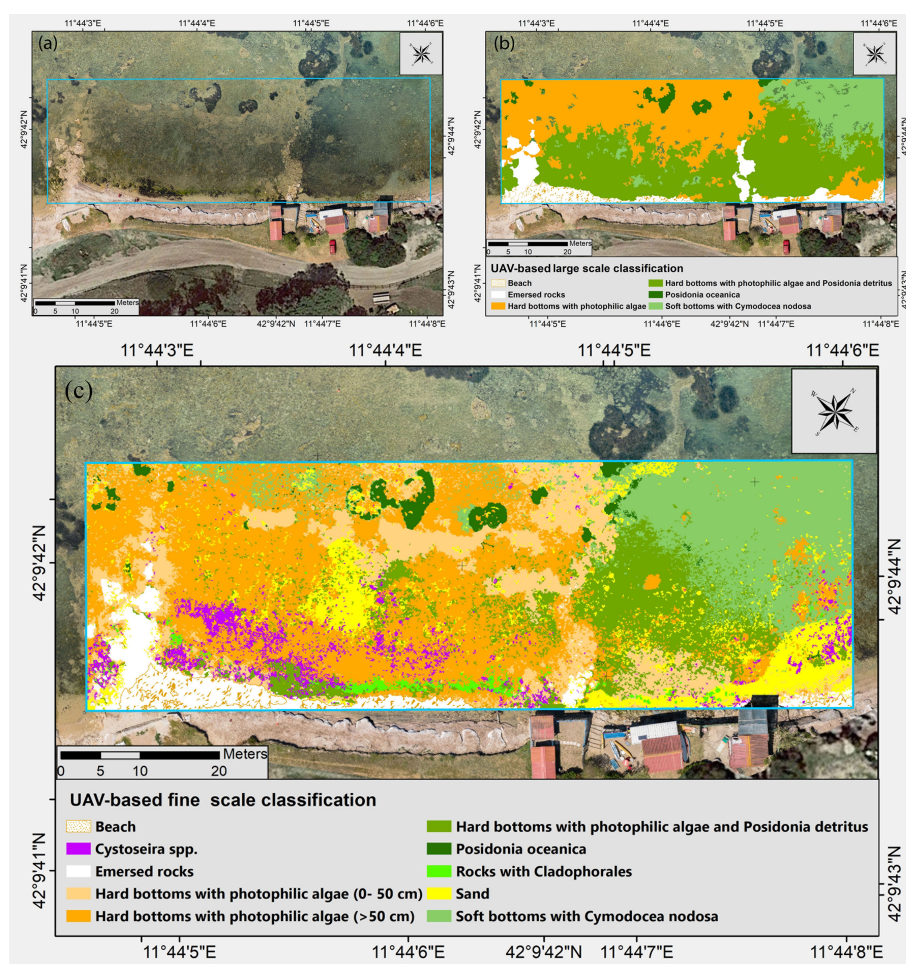 11°44'3"E 11°44'4"E 11°44'5"E 11°44'6"E
(a)
42°9'42"N
42°9'44"N
42°9'41"N
42°9'43"N
Meters
0 5 10 20
11°44'5"E 11°44'6"E 42°9'42"N 11°44'7"E 11°44'8"E
11°44'3"E 11°44'4"E 11°44'5"E 11°44'6"E
(b)
42°9'42"N
42°9'44"N
42°9'41"N
42°9'43"N
Meters
0 5 10 20
UAV-based large scale classification
Beach
Emersed rocks
Hard bottoms with photophilic algae
Hard bottoms with photophilic algae and Posidonia detritus
Posidonia oceanica
Soft bottoms with Cymodocea nodosa
11°44'5"E 11°44'6"E 42°9'42"N 11°44'7"E 11°44'8"E
11°44'3"E 11°44'4"E 11°44'5"E 11°44'6"E
(c)
W N
S E
42°9'42"N
42°9'44"N
Meters
0 5 10 20
UAV-based fine scale classification
Beach
Cystoseira spp.
Emersed rocks
Hard bottoms with photophilic algae (0- 50 cm)
Hard bottoms with photophilic algae (>50 cm)
Hard bottoms with photophilic algae and Posidonia detritus
Posidonia oceanica
Rocks with Cladophorales
Sand
Soft bottoms with Cymodocea nodosa
42°9'41"N
42°9'43"N
11°44'5"E 11°44'6"E 42°9'42"N 11°44'7"E 11°44'8"E